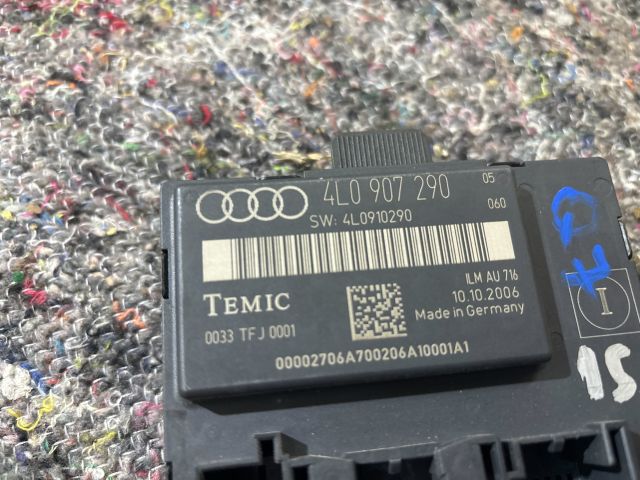 4L0 907 290 05
SW: 4L0910290 060
ILM AU 716
TEMIC 10.10.2006
0033 TFJ 0001 Made in Germany
00002706A700206A10001A1
I
1S